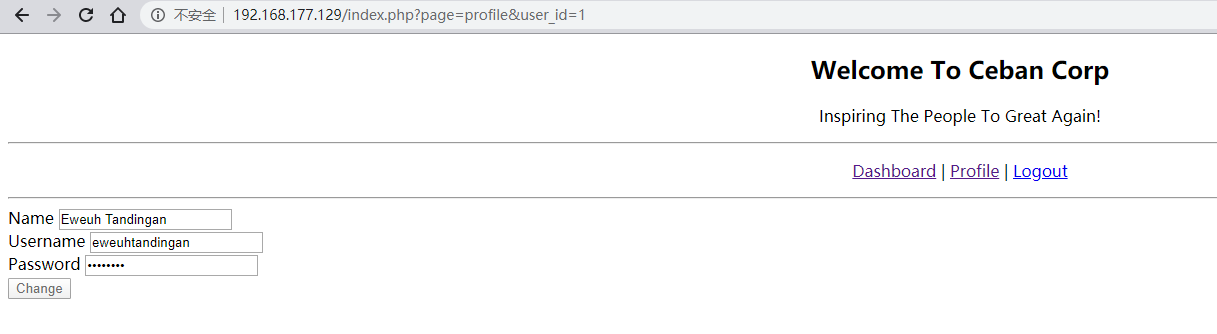 不安全 192.168.177.129/index.php?page=profile&user_id=1
Welcome To Ceban Corp
Inspiring The People To Great Again!
Dashboard | Profile | Logout
Name Eweuh Tandingan
Username eweuhtandingan
Password ••••••••
Change